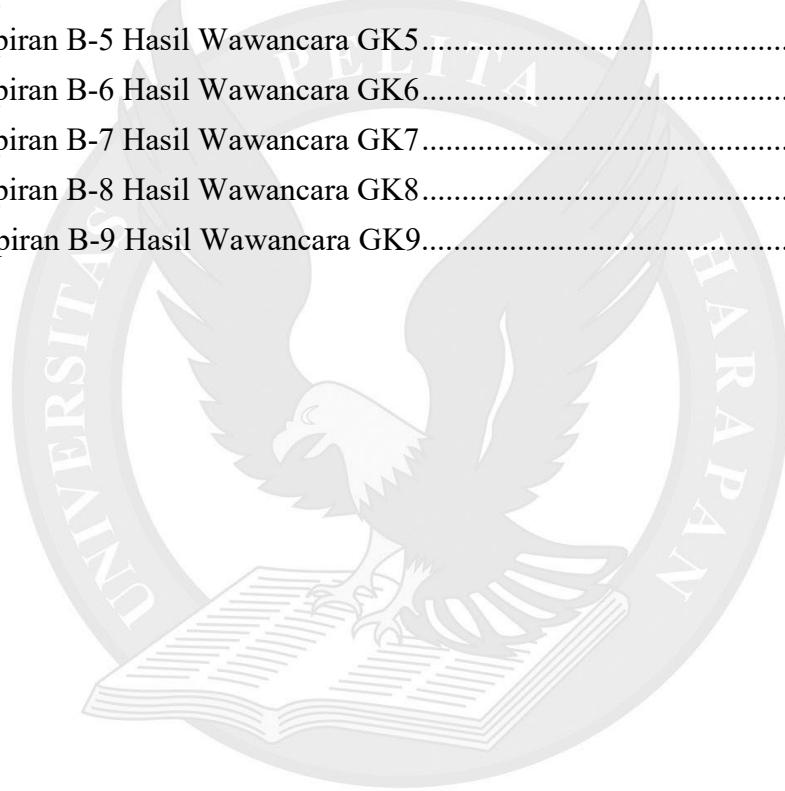 piran B-5 Hasil Wawancara GK5..............................................................
piran B-6 Hasil Wawancara GK6..............................................................
piran B-7 Hasil Wawancara GK7..............................................................
piran B-8 Hasil Wawancara GK8..............................................................
piran B-9 Hasil Wawancara GK9..............................................................
UNIVERSITAS PELITA HARAPAN